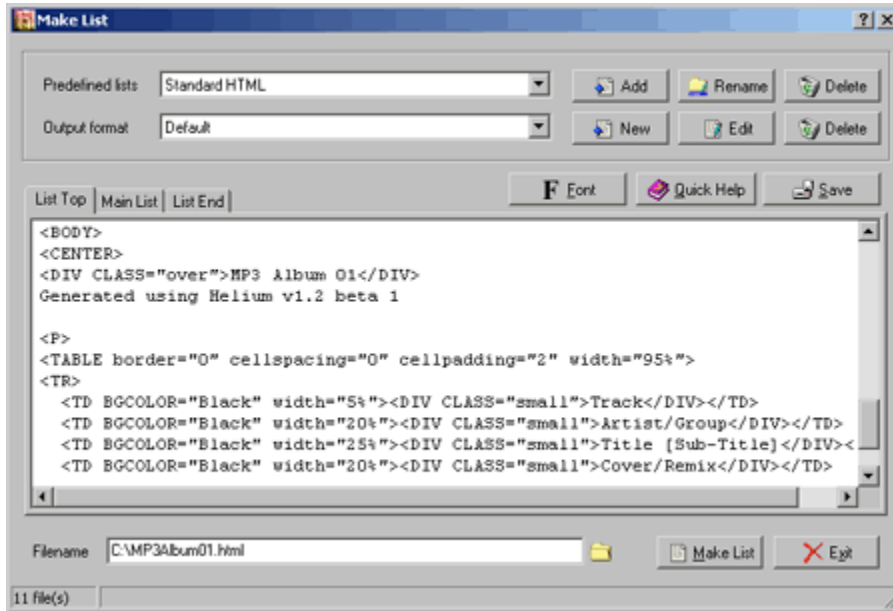 Make List
Predefined lists Standard HTML Add Rename Delete
Output format Default New Edit Delete
List Top Main List List End F Font Quick Help Save
<BODY>
<CENTER>
<DIV CLASS="over">MP3 Album 01</DIV>
Generated using Helium v1.2 beta 1
<P>
<TABLE border="0" cellspacing="0" cellpadding="2" width="95%">
<TR>
<TD BGCOLOR="Black" width="5%"><DIV CLASS="small">Track</DIV></TD>
<TD BGCOLOR="Black" width="20%"><DIV CLASS="small">Artist/Group</DIV></TD>
<TD BGCOLOR="Black" width="25%"><DIV CLASS="small">Title [Sub-Title]</DIV><
<TD BGCOLOR="Black" width="20%"><DIV CLASS="small">Cover/Remix</DIV></TD>
Filename C:\MP3Album01.html Make List Exit
11 file(s)